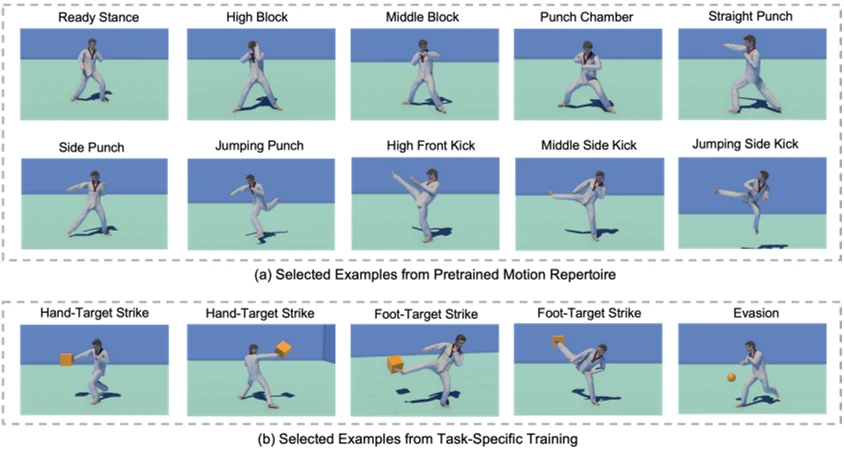 Ready Stance
High Block
Middle Block
Punch Chamber
Straight Punch
Side Punch
Jumping Punch
High Front Kick
Middle Side Kick
Jumping Side Kick
(a) Selected Examples from Pretrained Motion Repertoire
Hand-Target Strike
Hand-Target Strike
Foot-Target Strike
Foot-Target Strike
Evasion
(b) Selected Examples from Task-Specific Training